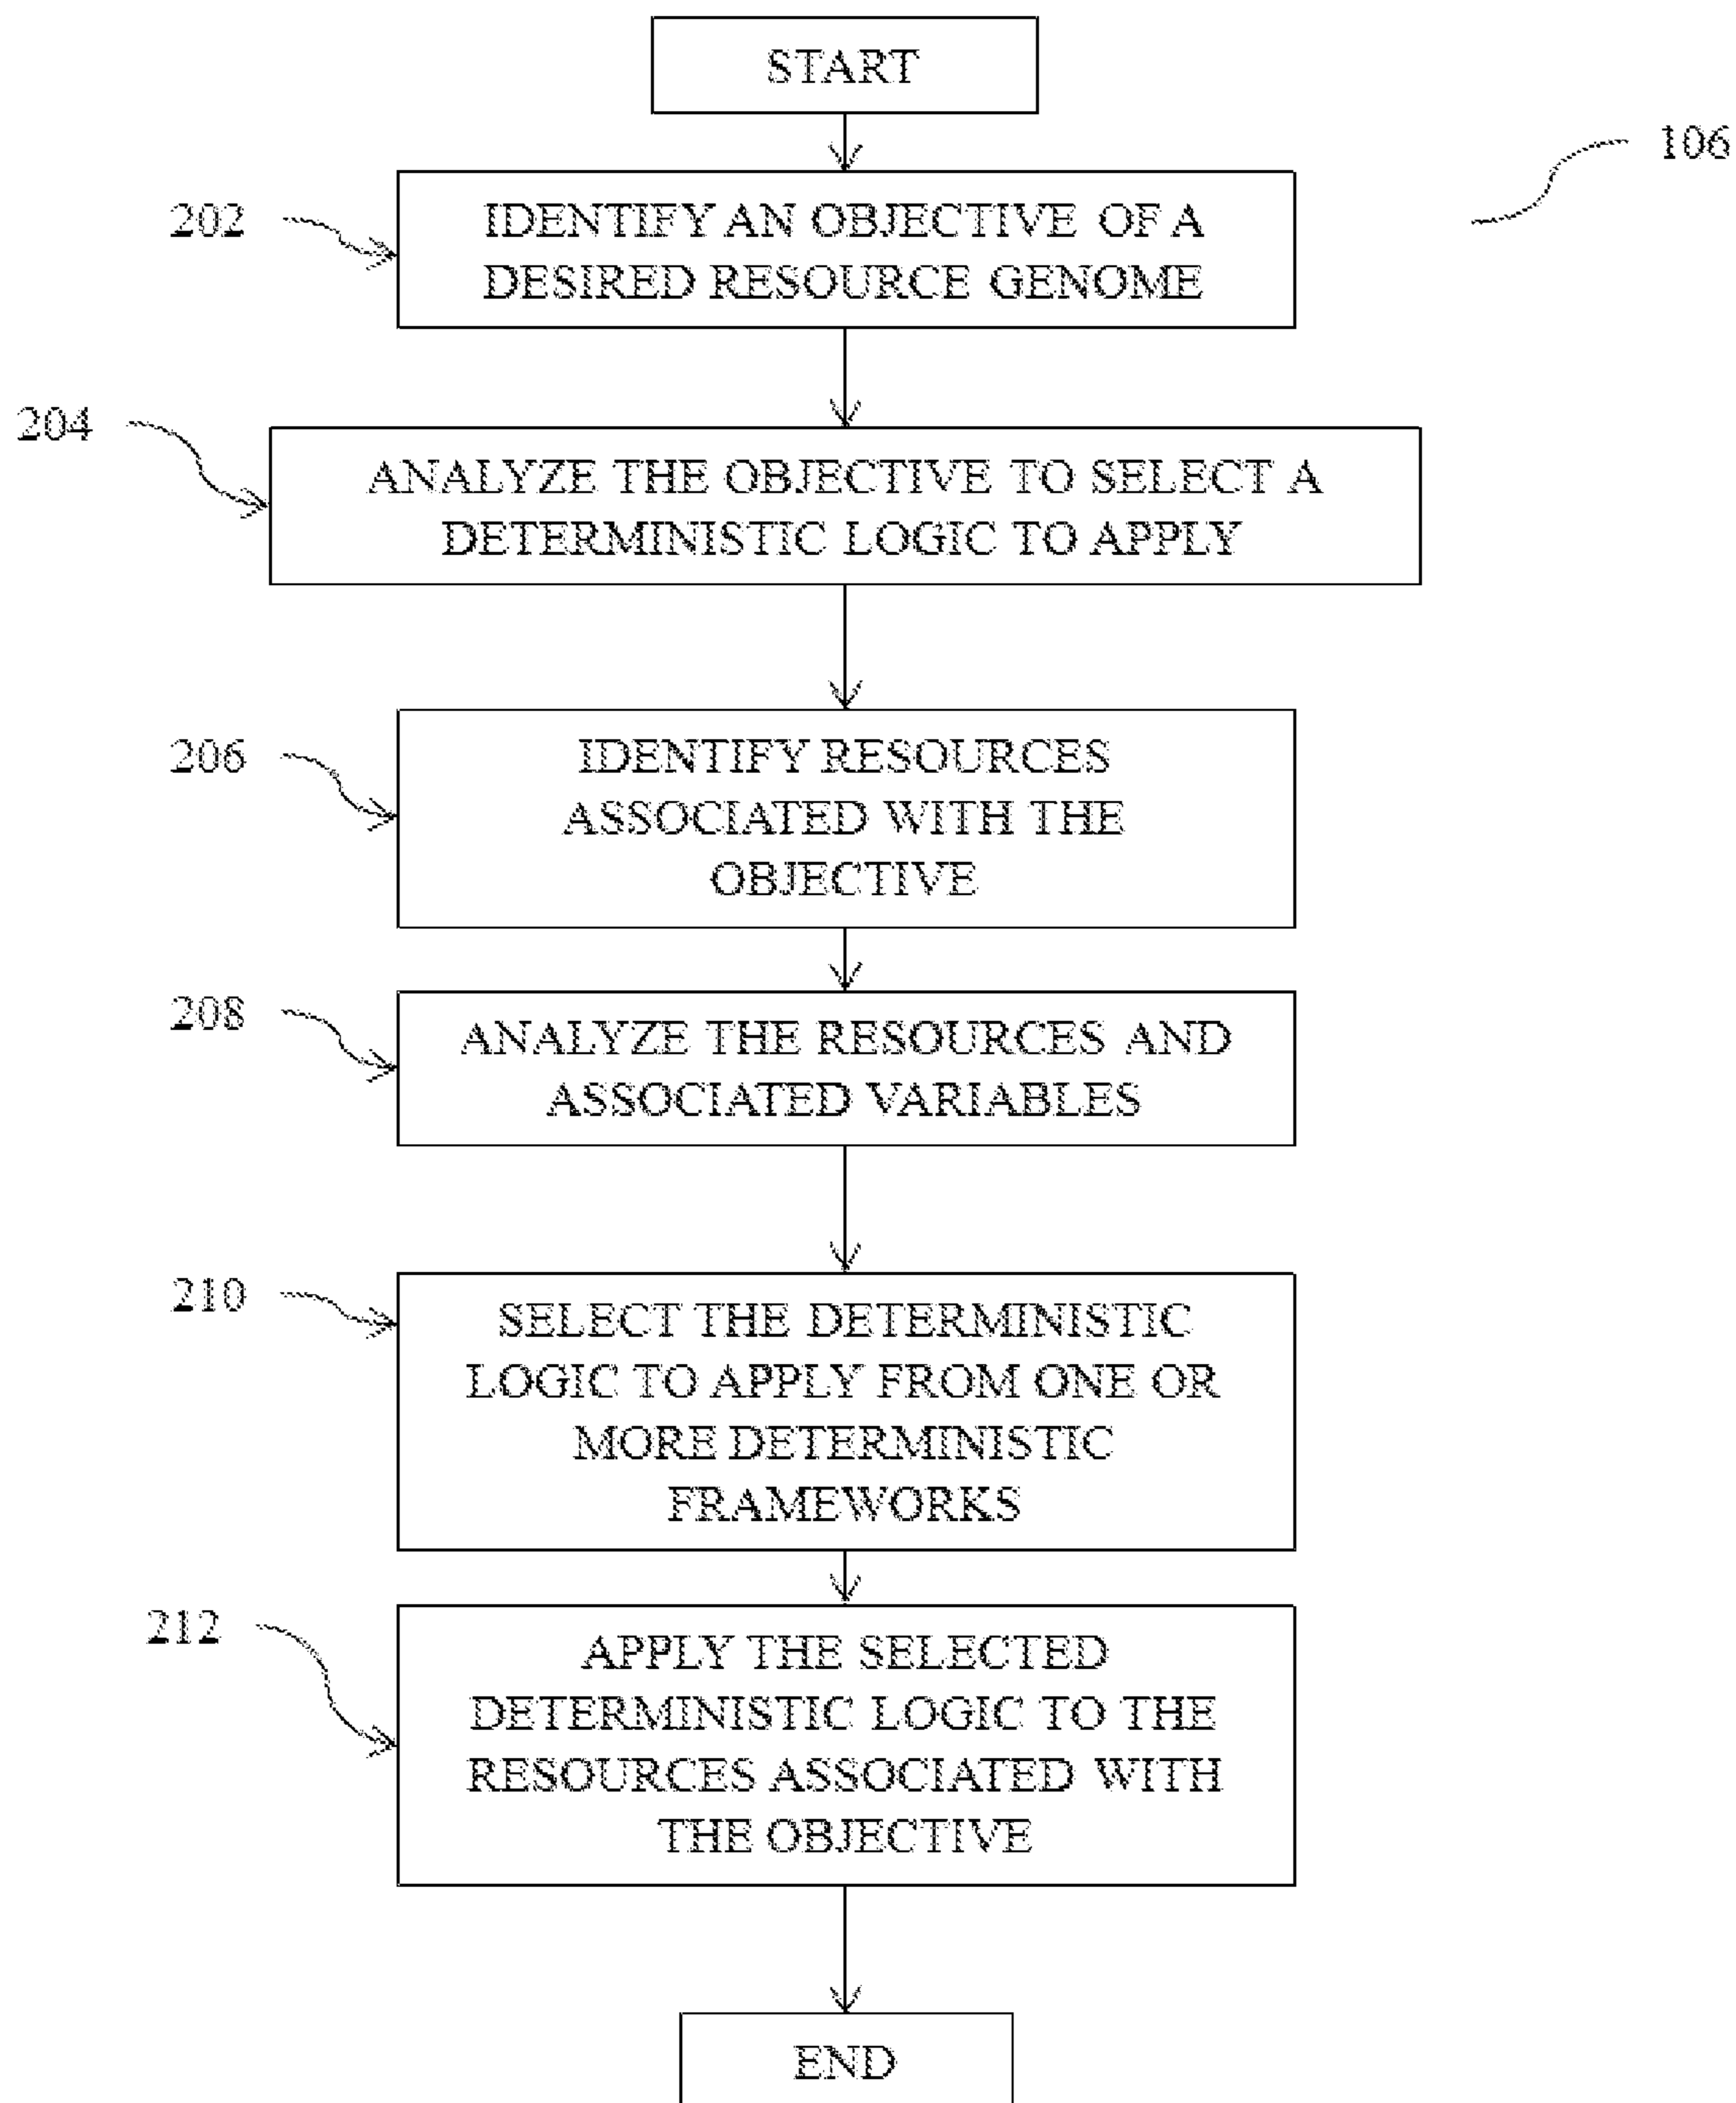 START
106
202
IDENTIFY AN OBJECTIVE OF A
DESIRED RESOURCE GENOME
204
ANALYZE THE OBJECTIVE TO SELECT A
DETERMINISTIC LOGIC TO APPLY
206
IDENTIFY RESOURCES
ASSOCIATED WITH THE
OBJECTIVE
208
ANALYZE THE RESOURCES AND
ASSOCIATED VARIABLES
210
SELECT THE DETERMINISTIC
LOGIC TO APPLY FROM ONE OR
MORE DETERMINISTIC
FRAMEWORKS
212
APPLY THE SELECTED
DETERMINISTIC LOGIC TO THE
RESOURCES ASSOCIATED WITH
THE OBJECTIVE
END